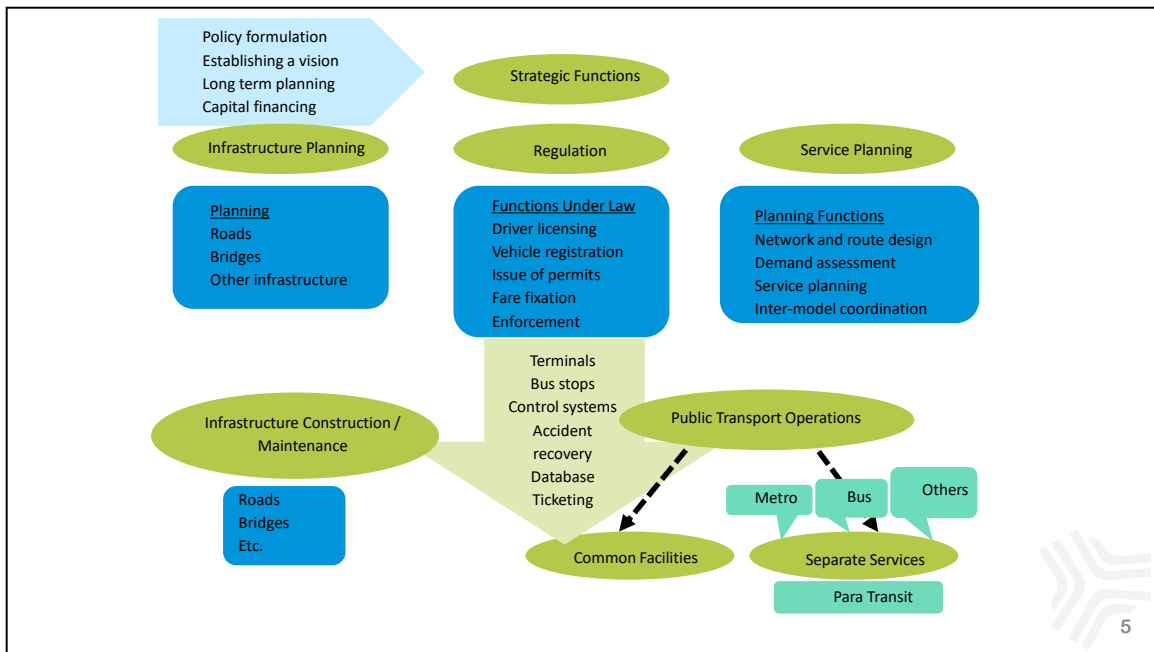 Policy formulation
Establishing a vision
Long term planning
Capital financing
Strategic Functions
Infrastructure Planning
Regulation
Service Planning
Planning
Roads
Bridges
Other infrastructure
Functions Under Law
Driver licensing
Vehicle registration
Issue of permits
Fare fixation
Enforcement
Planning Functions
Network and route design
Demand assessment
Service planning
Inter-model coordination
Terminals
Bus stops
Control systems
Accident
recovery
Database
Ticketing
Infrastructure Construction /
Maintenance
Public Transport Operations
Roads
Bridges
Etc.
Metro
Bus
Others
Common Facilities
Separate Services
Para Transit
5